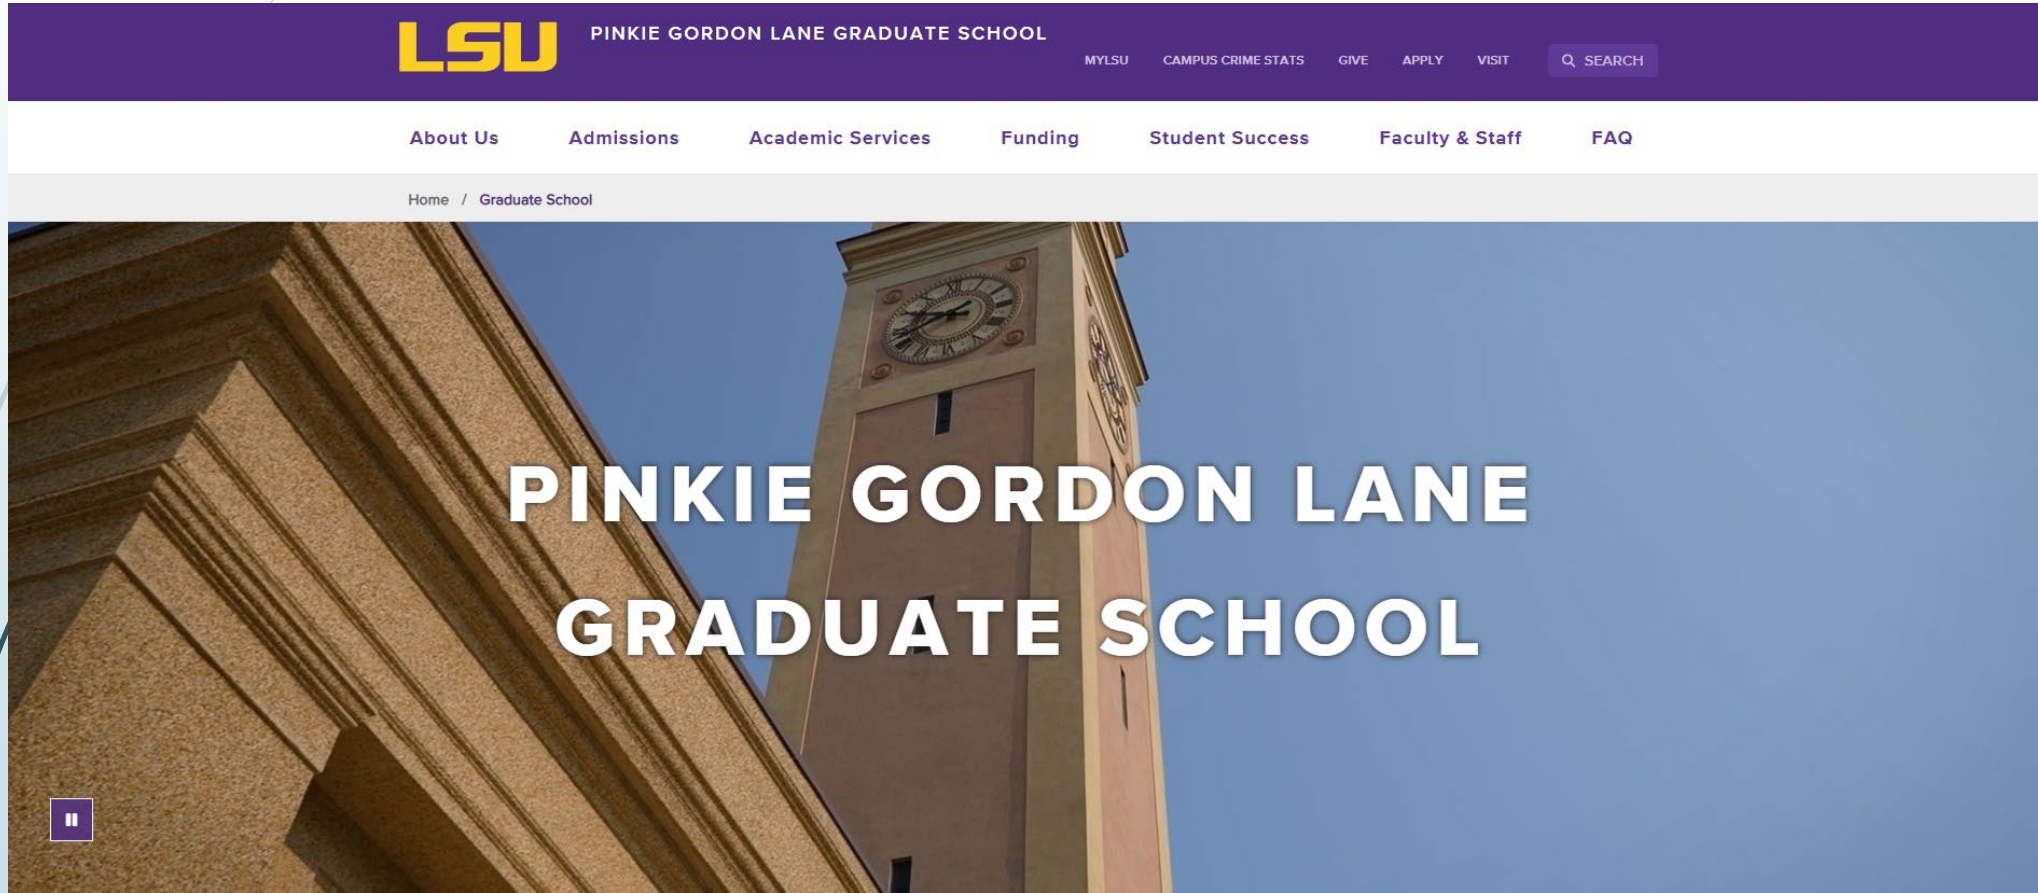 LSU
PINKIE GORDON LANE GRADUATE SCHOOL
MYLSU CAMPUS CRIME STATS GIVE APPLY VISIT SEARCH
About Us Admissions Academic Services Funding Student Success Faculty & Staff FAQ
Home / Graduate School
PINKIE GORDON LANE
GRADUATE SCHOOL